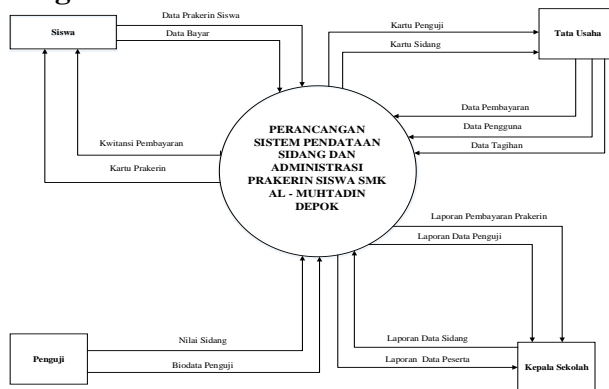 g
Siswa
Data Prakerin Siswa
Data Bayar
Kartu Penguji
Kartu Sidang
Tata Usaha
Data Pembayaran
Data Pengguna
Data Tagihan
Kwitansi Pembayaran
Kartu Prakerin
PERANCANGAN
SISTEM PENDATAAN
SIDANG DAN
ADMINISTRASI
PRAKERIN SISWA SMK
AL - MUHTADIN
DEPOK
Laporan Pembayaran Prakerin
Laporan Data Penguji
Penguji
Nilai Sidang
Biodata Penguji
Laporan Data Sidang
Laporan Data Peserta
Kepala Sekolah